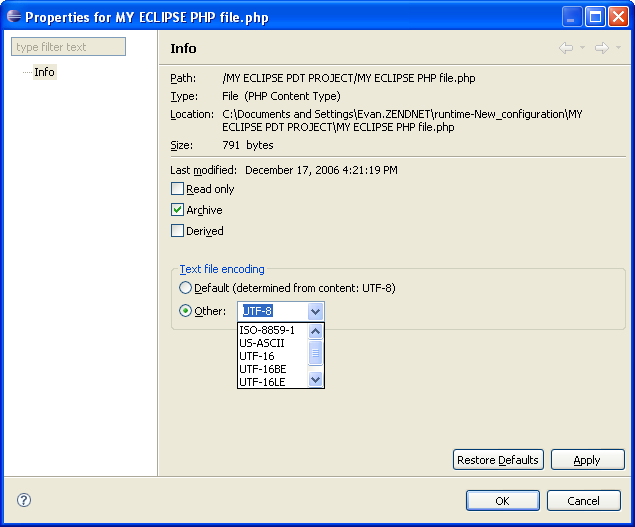 Properties for MY ECLIPSE PHP file.php
type filter text
Info
Info
Path: /MY ECLIPSE PDT PROJECT/MY ECLIPSE PHP file.php
Type: File (PHP Content Type)
Location: C:\Documents and Settings\Evan.ZENDNET\runtime-New_configuration\MY
ECLIPSE PDT PROJECT\MY ECLIPSE PHP file.php
Size: 791 bytes
Last modified: December 17, 2006 4:21:19 PM
Read only
Archive
Derived
Text file encoding
Default (determined from content: UTF-8)
Other: UTF-8
ISO-8859-1
US-ASCII
UTF-16
UTF-16BE
UTF-16LE
Restore Defaults Apply
? OK Cancel